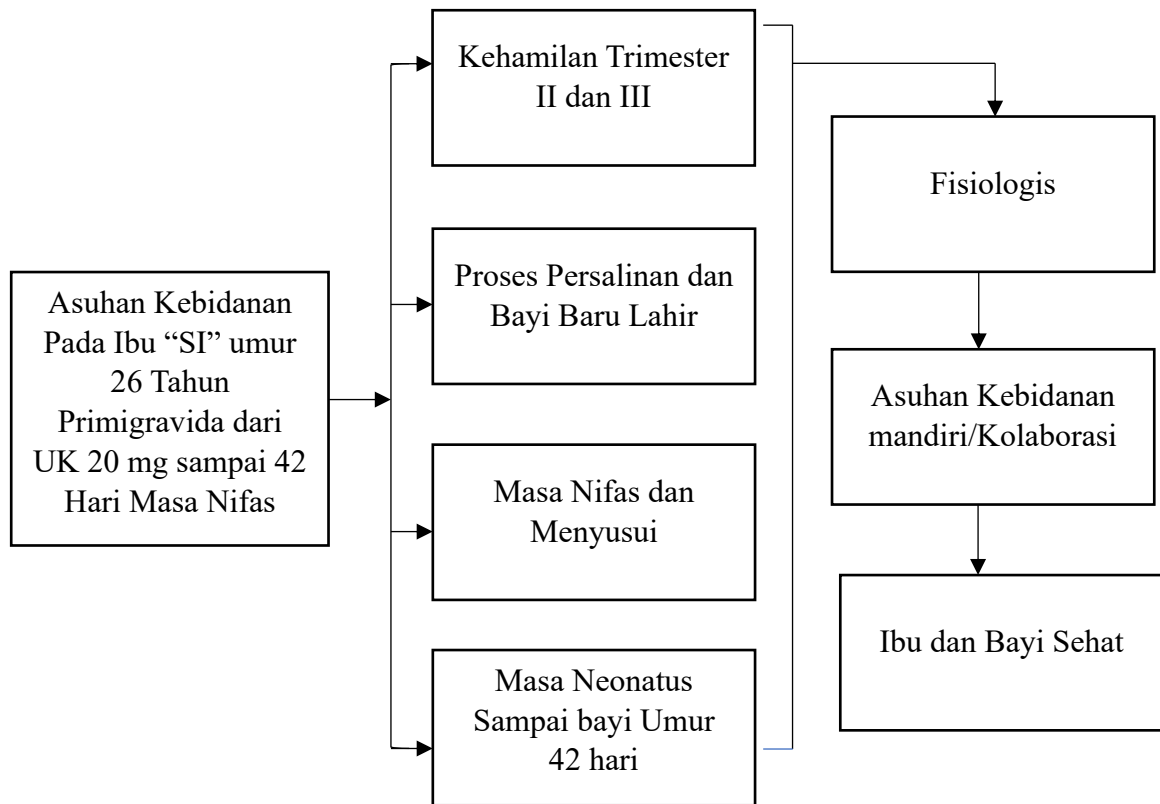 Asuhan Kebidanan
Pada Ibu “SI” umur
26 Tahun
Primigravida dari
UK 20 mg sampai 42
Hari Masa Nifas
Kehamilan Trimester
II dan III
Proses Persalinan dan
Bayi Baru Lahir
Masa Nifas dan
Menyusui
Masa Neonatus
Sampai bayi Umur
42 hari
Fisiologis
Asuhan Kebidanan
mandiri/Kolaborasi
Ibu dan Bayi Sehat